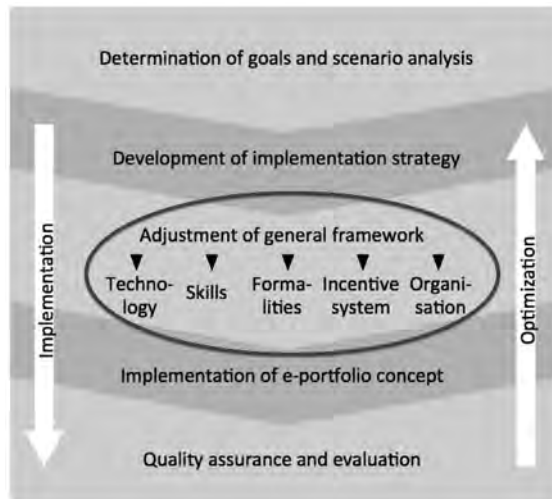 Determination of goals and scenario analysis
Development of implementation strategy
Implementation
Optimization
Adjustment of general framework
Techno-
logy
Skills
Forma-
lities
Incentive
system
Organi-
sation
Implementation of e-portfolio concept
Quality assurance and evaluation